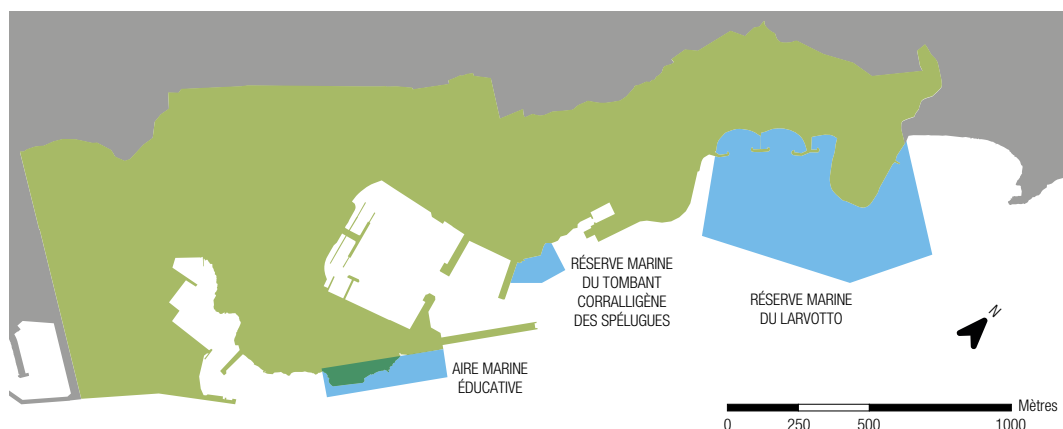 RÉSERVE MARINE
DU TOMBANT
CORRALLIGÈNE
DES SPÉLUGUES
RÉSERVE MARINE
DU LARVOTTO
AIRE MARINE
ÉDUCATIVE
N
Mètres
0 250 500 1000